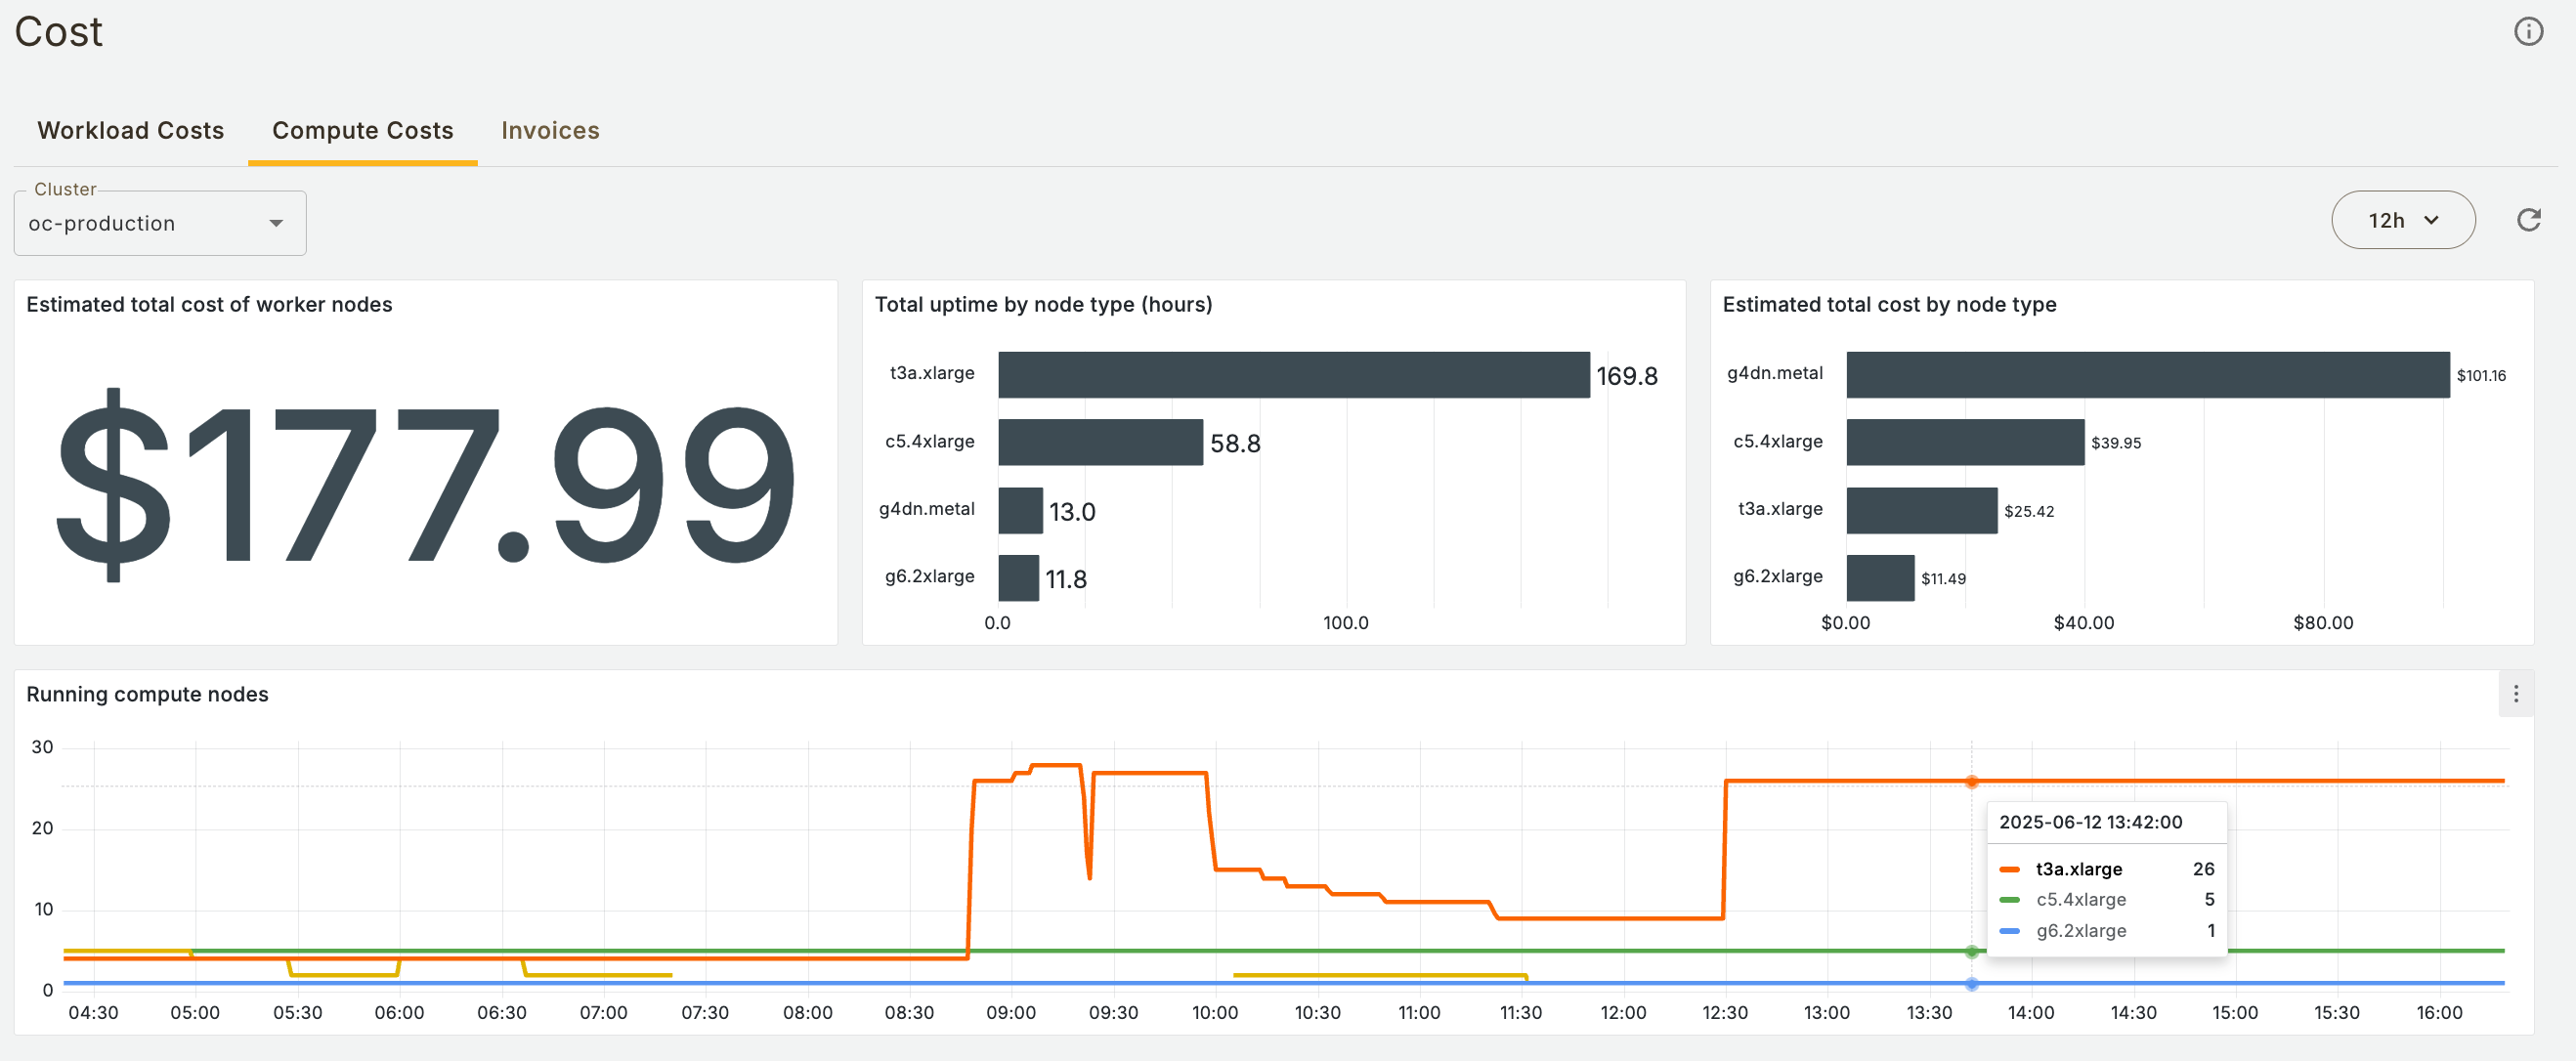 Cost
Workload Costs Compute Costs Invoices
Cluster
oc-production
12h
Estimated total cost of worker nodes
$177.99
Total uptime by node type (hours)
t3a.xlarge 169.8
c5.4xlarge 58.8
g4dn.metal 13.0
g6.2xlarge 11.8
0.0 100.0
Estimated total cost by node type
g4dn.metal $101.16
c5.4xlarge $39.95
t3a.xlarge $25.42
g6.2xlarge $11.49
$0.00 $40.00 $80.00
Running compute nodes
30
20
10
0
04:30 05:00 05:30 06:00 06:30 07:00 07:30 08:00 08:30 09:00 09:30 10:00 10:30 11:00 11:30 12:00 12:30 13:00 13:30 14:00 14:30 15:00 15:30 16:00
2025-06-12 13:42:00
t3a.xlarge 26
c5.4xlarge 5
g6.2xlarge 1